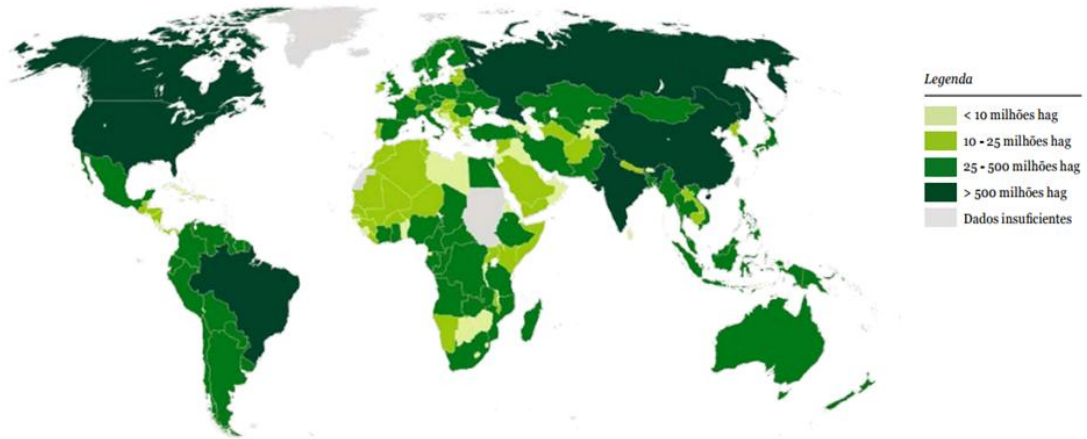 Legenda
< 10 milhões hag
10 - 25 milhões hag
25 - 500 milhões hag
> 500 milhões hag
Dados insuficientes